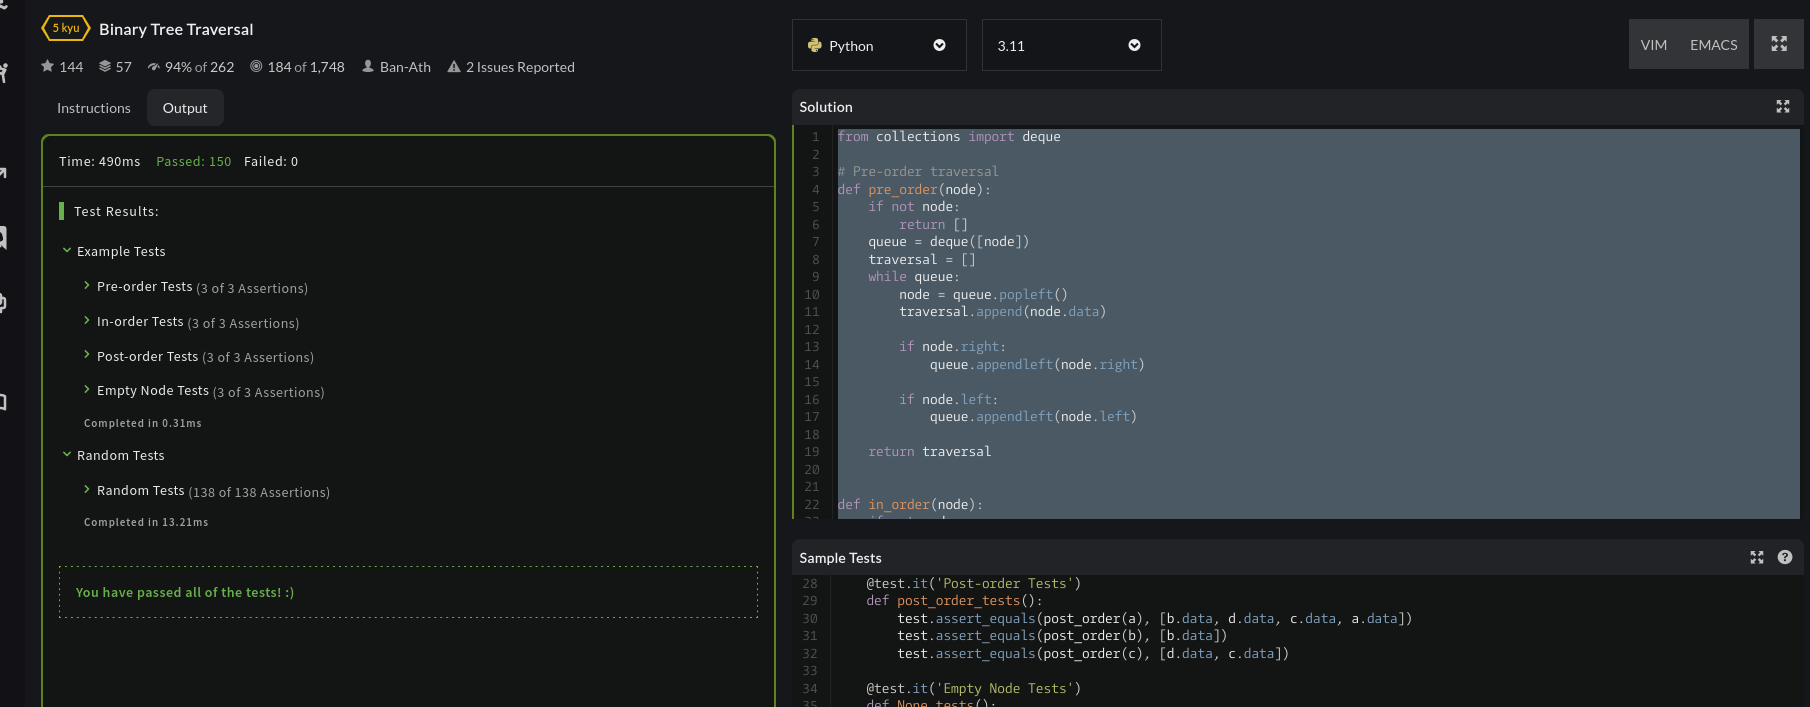 5 kyu Binary Tree Traversal
144 57 94% of 262 184 of 1,748 Ban-Ath 2 Issues Reported
Instructions Output
Time: 490ms Passed: 150 Failed: 0
Test Results:
Example Tests
Pre-order Tests (3 of 3 Assertions)
In-order Tests (3 of 3 Assertions)
Post-order Tests (3 of 3 Assertions)
Empty Node Tests (3 of 3 Assertions)
Completed in 0.31ms
Random Tests
Random Tests (138 of 138 Assertions)
Completed in 13.21ms
You have passed all of the tests! :)
Python 3.11 VIM EMACS
Solution
1 from collections import deque
2
3 # Pre-order traversal
4 def pre_order(node):
5     if not node:
6         return []
7     queue = deque([node])
8     traversal = []
9     while queue:
10         node = queue.popleft()
11         traversal.append(node.data)
12
13         if node.right:
14             queue.appendleft(node.right)
15
16         if node.left:
17             queue.appendleft(node.left)
18
19     return traversal
20
21
22 def in_order(node):
Sample Tests
28     @test.it('Post-order Tests')
29     def post_order_tests():
30         test.assert_equals(post_order(a), [b.data, d.data, c.data, a.data])
31         test.assert_equals(post_order(b), [b.data])
32         test.assert_equals(post_order(c), [d.data, c.data])
33
34     @test.it('Empty Node Tests')
35     def None_tests():